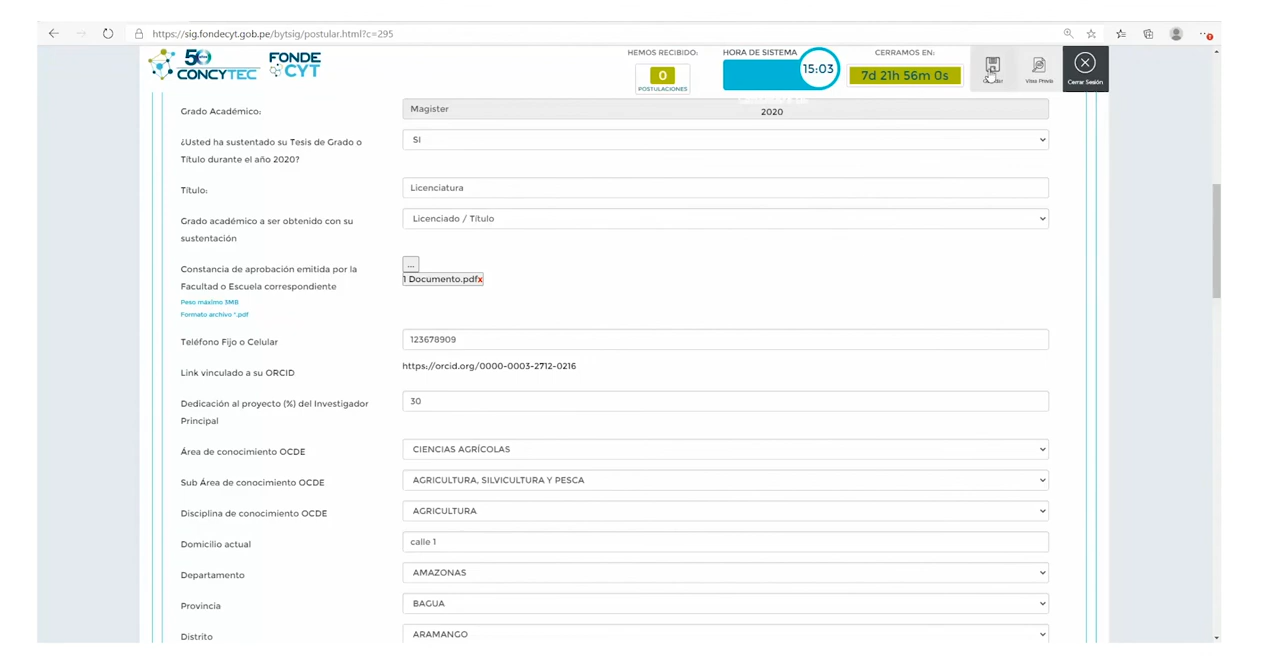 https://sig.fondecyt.gob.pe/bytsig/postular.html?c=295
50
CONCYTEC
FONDE
CYT
HEMOS RECIBIDO:
0
POSTULACIONES
HORA DE SISTEMA
15:03
2020
CERRAMOS EN:
7d 21h 56m 0s
Vista Previa
Cerrar Sesión
Grado Académico:
Magister
¿Usted ha sustentado su Tesis de Grado o
Título durante el año 2020?
SI
Título:
Licenciatura
Grado académico a ser obtenido con su
sustentación
Licenciado / Título
Constancia de aprobación emitida por la
Facultad o Escuela correspondiente
Peso máximo 3MB
Formato archivo *.pdf
...
1 Documento.pdfx
Teléfono Fijo o Celular
123678909
Link vinculado a su ORCID
https://orcid.org/0000-0003-2712-0216
Dedicación al proyecto (%) del Investigador
Principal
30
Área de conocimiento OCDE
CIENCIAS AGRÍCOLAS
Sub Área de conocimiento OCDE
AGRICULTURA, SILVICULTURA Y PESCA
Disciplina de conocimiento OCDE
AGRICULTURA
Domicilio actual
calle 1
Departamento
AMAZONAS
Provincia
BAGUA
Distrito
ARAMANGO